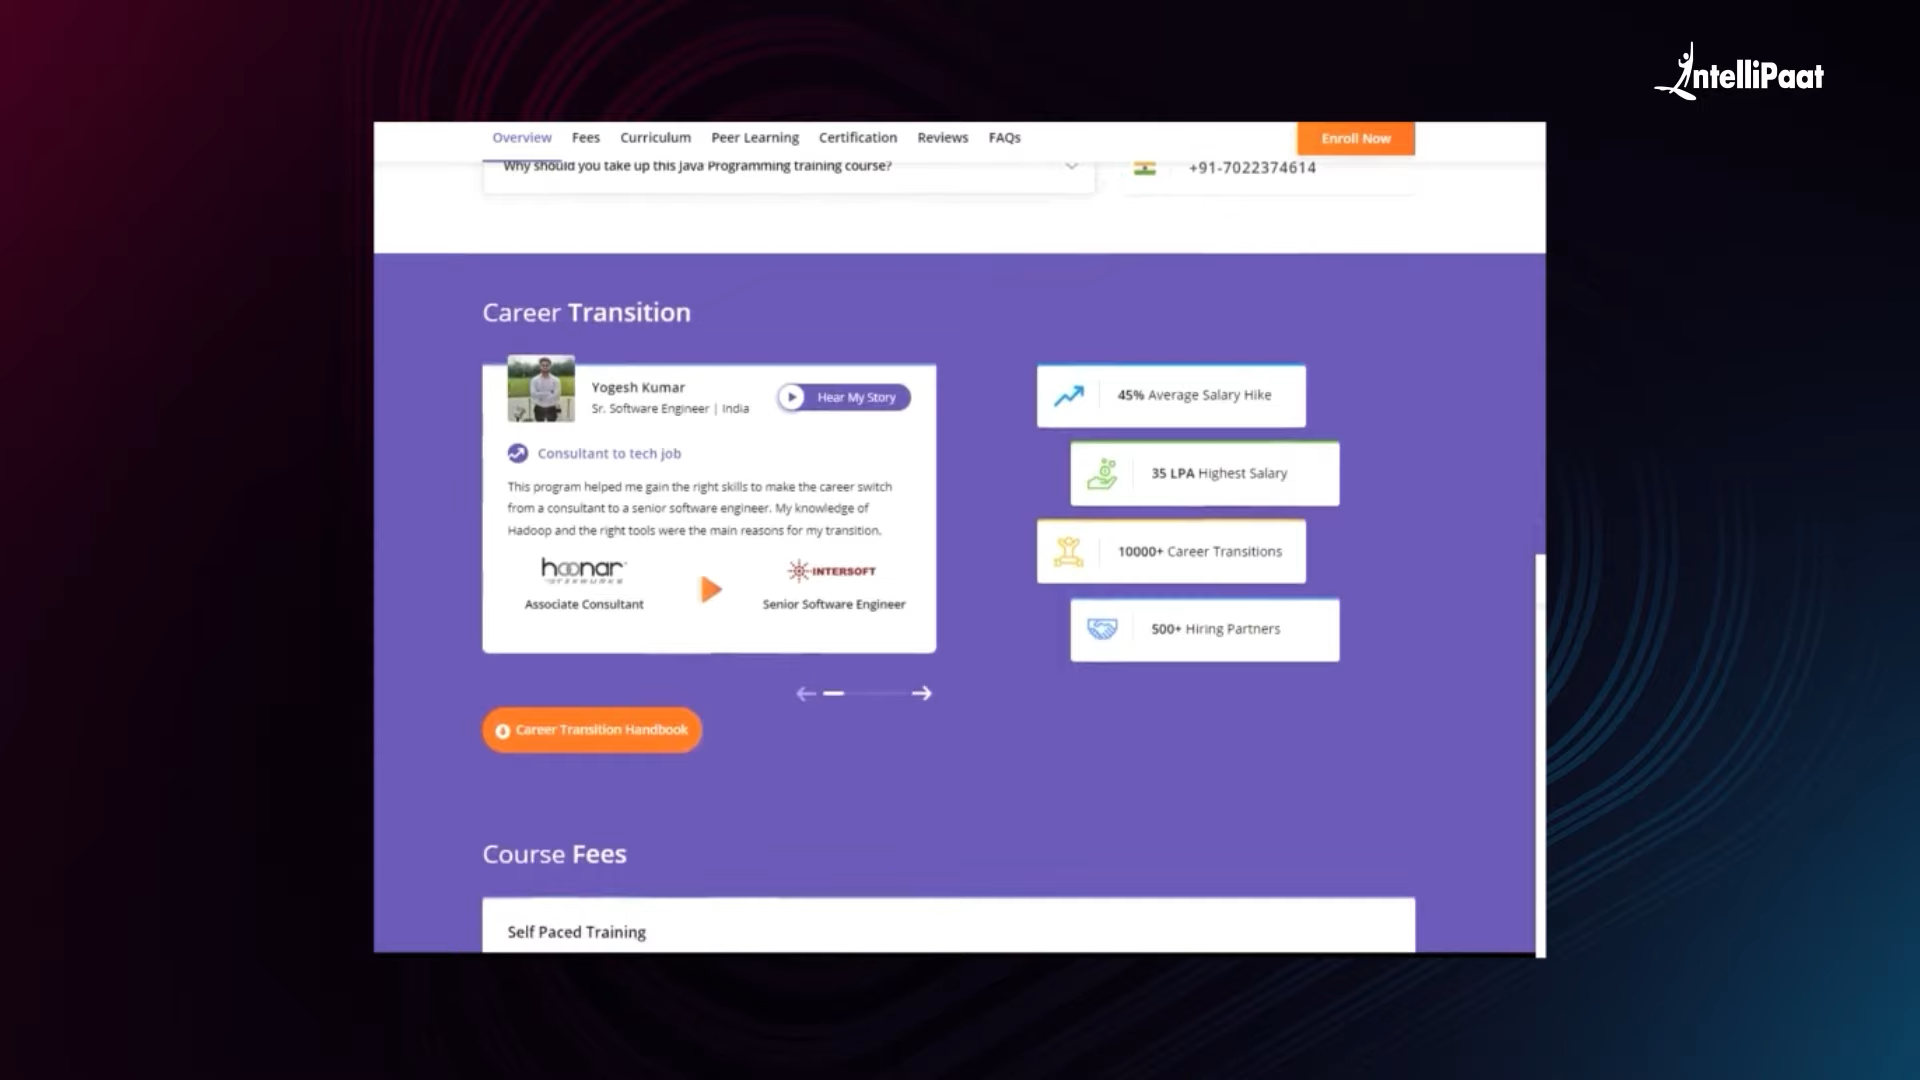 IntelliPaat
Overview Fees Curriculum Peer Learning Certification Reviews FAQs Enroll Now
Why should you take up this Java Programming training course?
+91-7022374614
Career Transition
Yogesh Kumar
Sr. Software Engineer | India
Hear My Story
Consultant to tech job
This program helped me gain the right skills to make the career switch
from a consultant to a senior software engineer. My knowledge of
Hadoop and the right tools were the main reasons for my transition.
hoonar
INTERSOFT
Associate Consultant
Senior Software Engineer
45% Average Salary Hike
35 LPA Highest Salary
10000+ Career Transitions
500+ Hiring Partners
Career Transition Handbook
Course Fees
Self Paced Training